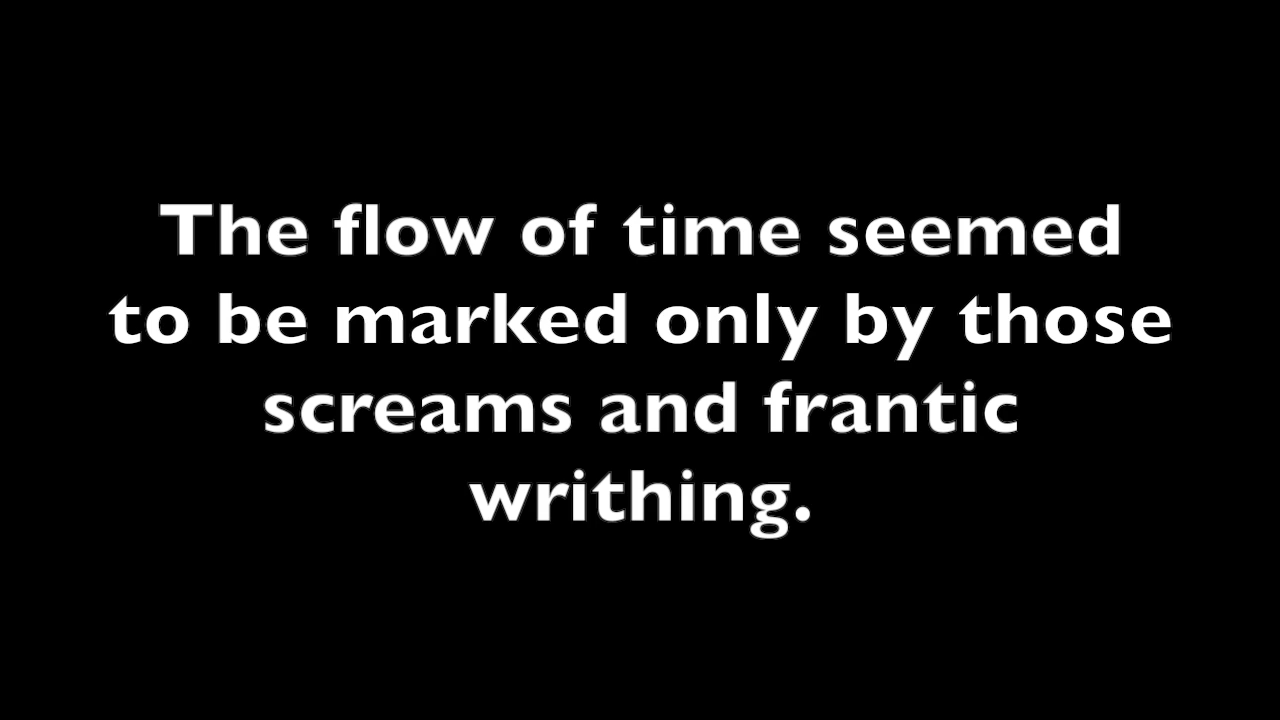 The flow of time seemed
to be marked only by those
screams and frantic
writhing.